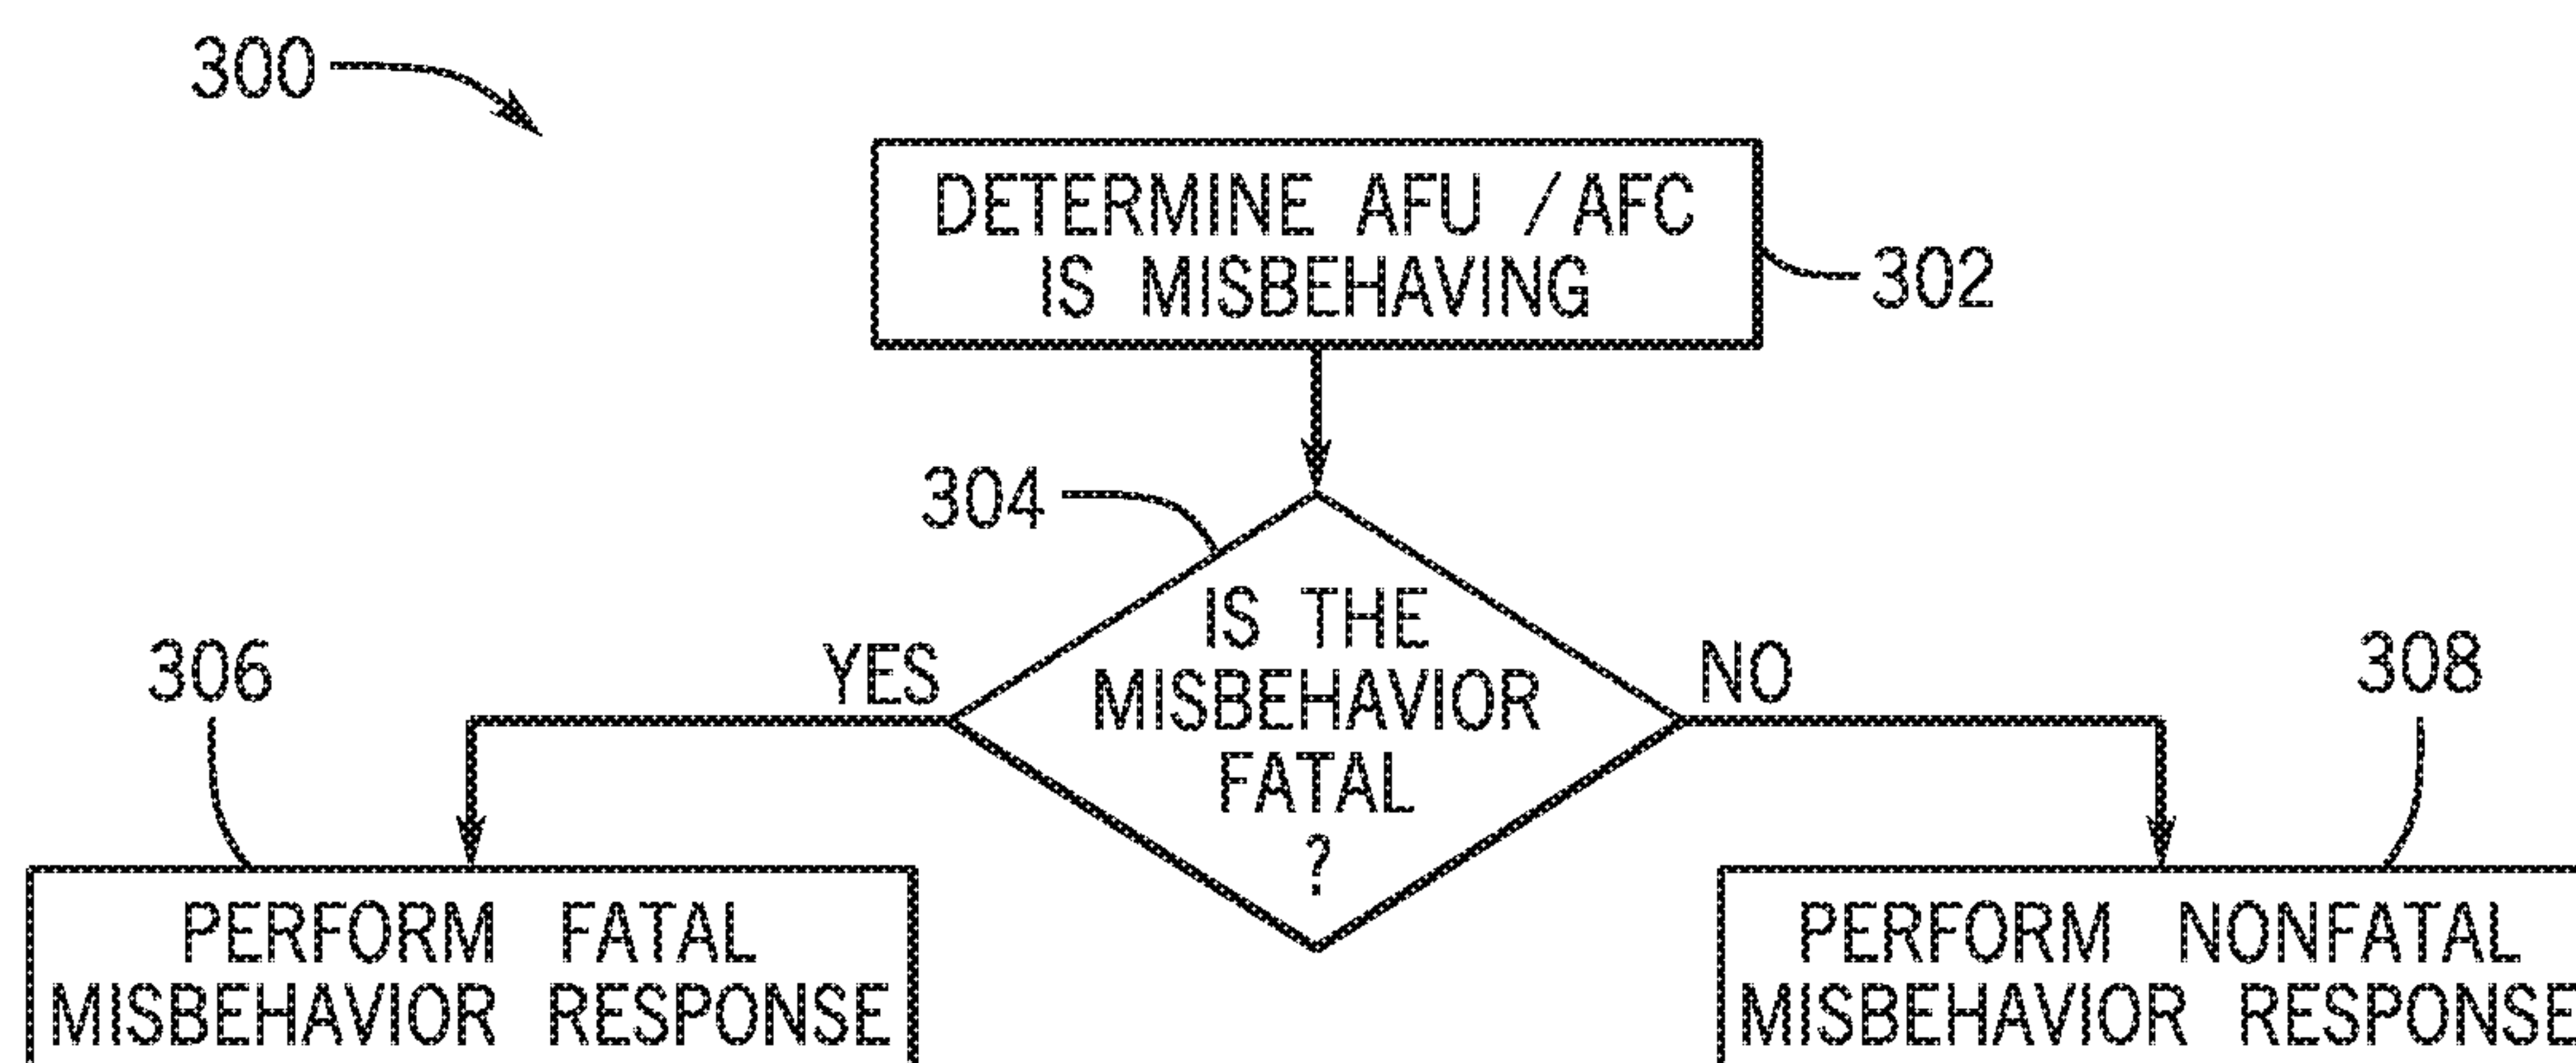 300
DETERMINE AFU / AFC
IS MISBEHAVING
302
304
IS THE
MISBEHAVIOR
FATAL
?
YES
NO
306
308
PERFORM FATAL
MISBEHAVIOR RESPONSE
PERFORM NONFATAL
MISBEHAVIOR RESPONSE